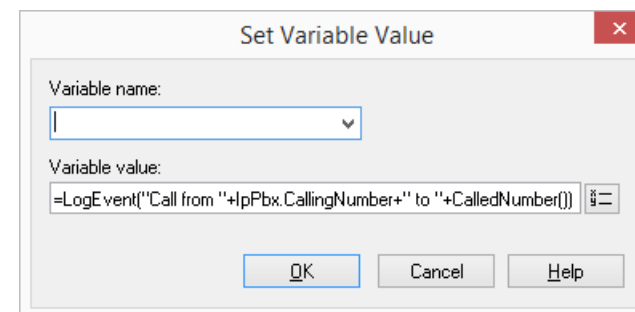 Set Variable Value
Variable name:
Variable value:
=LogEvent("Call from "+IpPbx.CallingNumber+" to "+CalledNumber())
OK Cancel Help